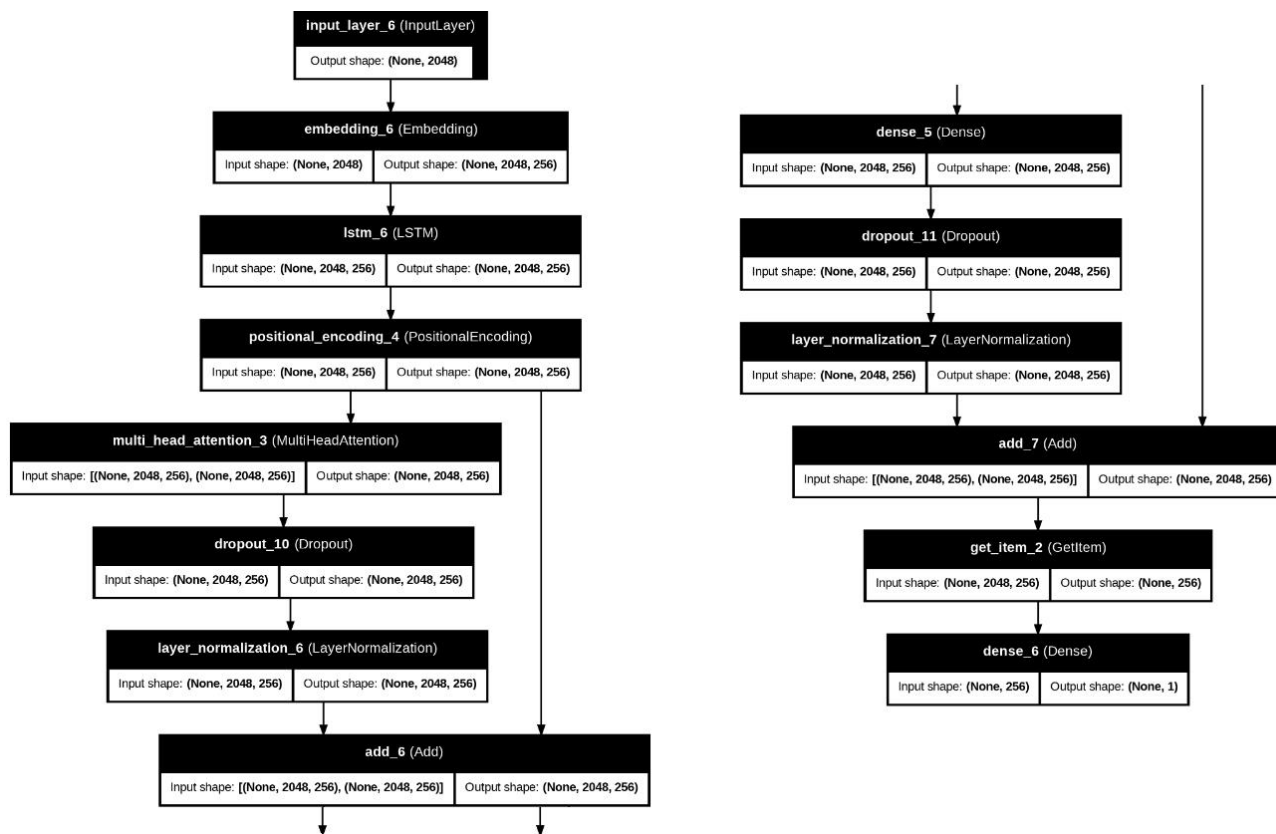 input_layer_6 (InputLayer)
Output shape: (None, 2048)
embedding_6 (Embedding)
Input shape: (None, 2048) Output shape: (None, 2048, 256)
lstm_6 (LSTM)
Input shape: (None, 2048, 256) Output shape: (None, 2048, 256)
positional_encoding_4 (PositionalEncoding)
Input shape: (None, 2048, 256) Output shape: (None, 2048, 256)
multi_head_attention_3 (MultiHeadAttention)
Input shape: [(None, 2048, 256), (None, 2048, 256)] Output shape: (None, 2048, 256)
dropout_10 (Dropout)
Input shape: (None, 2048, 256) Output shape: (None, 2048, 256)
layer_normalization_6 (LayerNormalization)
Input shape: (None, 2048, 256) Output shape: (None, 2048, 256)
add_6 (Add)
Input shape: [(None, 2048, 256), (None, 2048, 256)] Output shape: (None, 2048, 256)
dense_5 (Dense)
Input shape: (None, 2048, 256) Output shape: (None, 2048, 256)
dropout_11 (Dropout)
Input shape: (None, 2048, 256) Output shape: (None, 2048, 256)
layer_normalization_7 (LayerNormalization)
Input shape: (None, 2048, 256) Output shape: (None, 2048, 256)
add_7 (Add)
Input shape: [(None, 2048, 256), (None, 2048, 256)] Output shape: (None, 2048, 256)
get_item_2 (GetItem)
Input shape: (None, 2048, 256) Output shape: (None, 256)
dense_6 (Dense)
Input shape: (None, 256) Output shape: (None, 1)